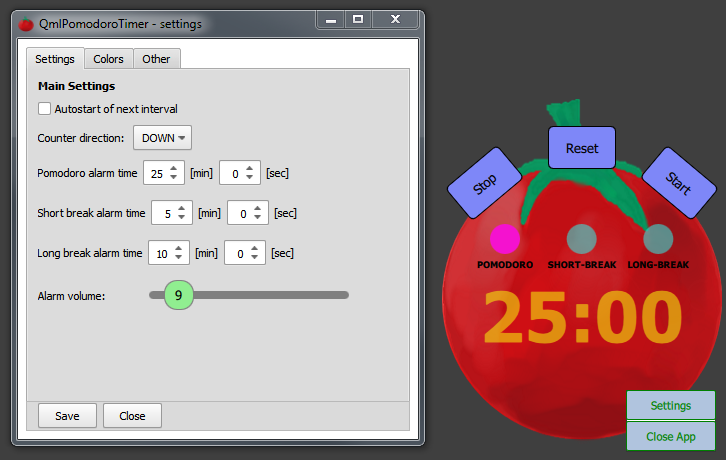 QmlPomodoroTimer - settings
Settings Colors Other
Main Settings
Autostart of next interval
Counter direction: DOWN
Pomodoro alarm time 25 [min] 0 [sec]
Short break alarm time 5 [min] 0 [sec]
Long break alarm time 10 [min] 0 [sec]
Alarm volume: 9
Save Close
Stop Reset Start
POMODORO SHORT-BREAK LONG-BREAK
25:00
Settings
Close App